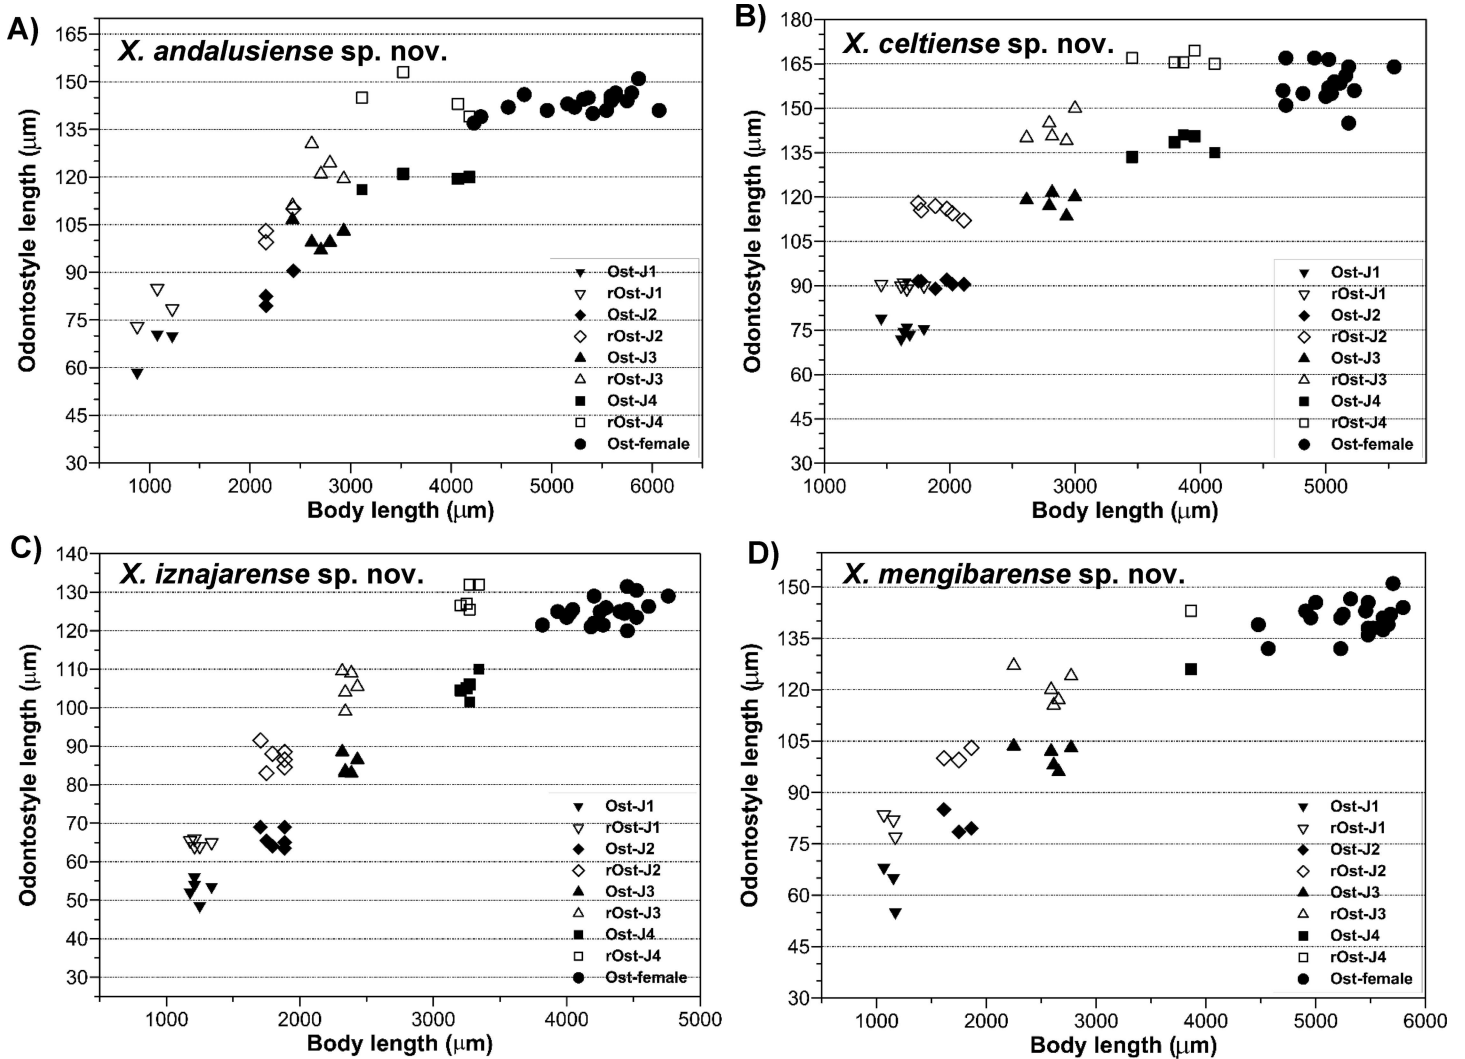 A)
X. andalusiense sp. nov.
Odontostyle length (μm)
165
150
135
120
105
90
75
60
45
30
1000 2000 3000 4000 5000 6000
Body length (μm)
Ost-J1
rOst-J1
Ost-J2
rOst-J2
Ost-J3
rOst-J3
Ost-J4
rOst-J4
Ost-female
B)
X. celtiense sp. nov.
Odontostyle length (μm)
180
165
150
135
120
105
90
75
60
45
30
1000 2000 3000 4000 5000
Body length (μm)
Ost-J1
rOst-J1
Ost-J2
rOst-J2
Ost-J3
rOst-J3
Ost-J4
rOst-J4
Ost-female
C)
X. iznajarense sp. nov.
Odontostyle length (μm)
140
130
120
110
100
90
80
70
60
50
40
30
1000 2000 3000 4000 5000
Body length (μm)
Ost-J1
rOst-J1
Ost-J2
rOst-J2
Ost-J3
rOst-J3
Ost-J4
rOst-J4
Ost-female
D)
X. mengibarense sp. nov.
Odontostyle length (μm)
150
135
120
105
90
75
60
45
30
1000 2000 3000 4000 5000 6000
Body length (μm)
Ost-J1
rOst-J1
Ost-J2
rOst-J2
Ost-J3
rOst-J3
Ost-J4
rOst-J4
Ost-female